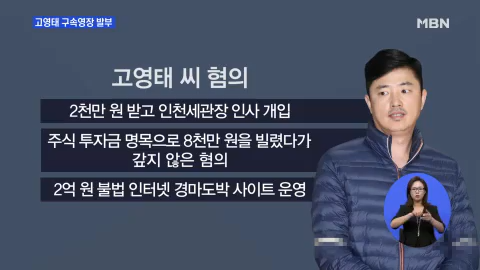 고영태 구속영장 발부
MBN
고영태 씨 혐의
2천만 원 받고 인천세관장 인사 개입
주식 투자금 명목으로 8천만 원을 빌렸다가
갚지 않은 혐의
2억 원 불법 인터넷 경마도박 사이트 운영